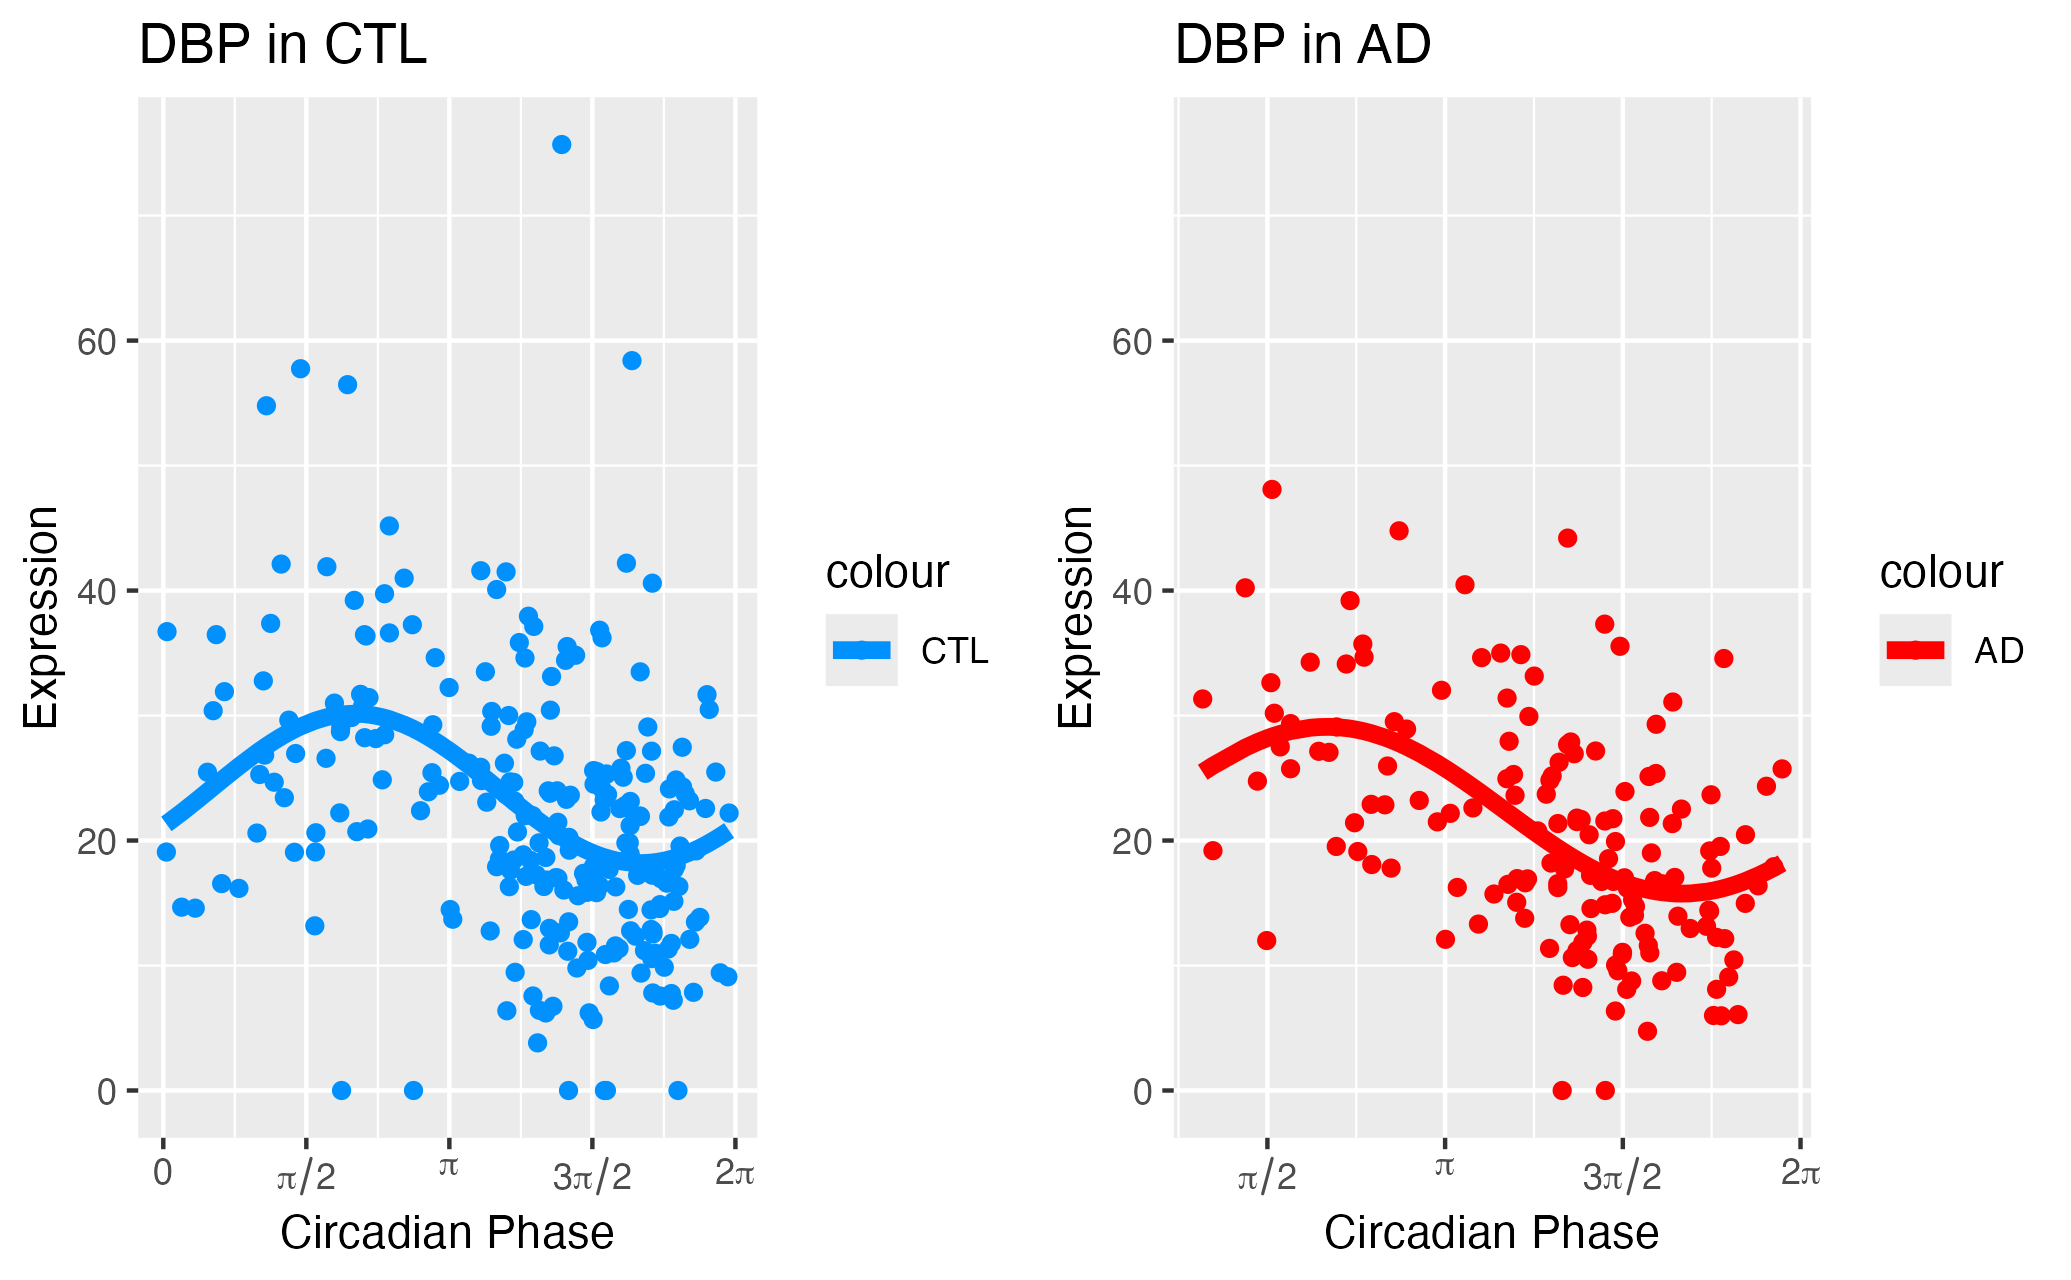 DBP in CTL
Expression
60
40
20
0
0 π/2 π 3π/2 2π
Circadian Phase
colour
CTL
DBP in AD
Expression
60
40
20
0
π/2 π 3π/2 2π
Circadian Phase
colour
AD